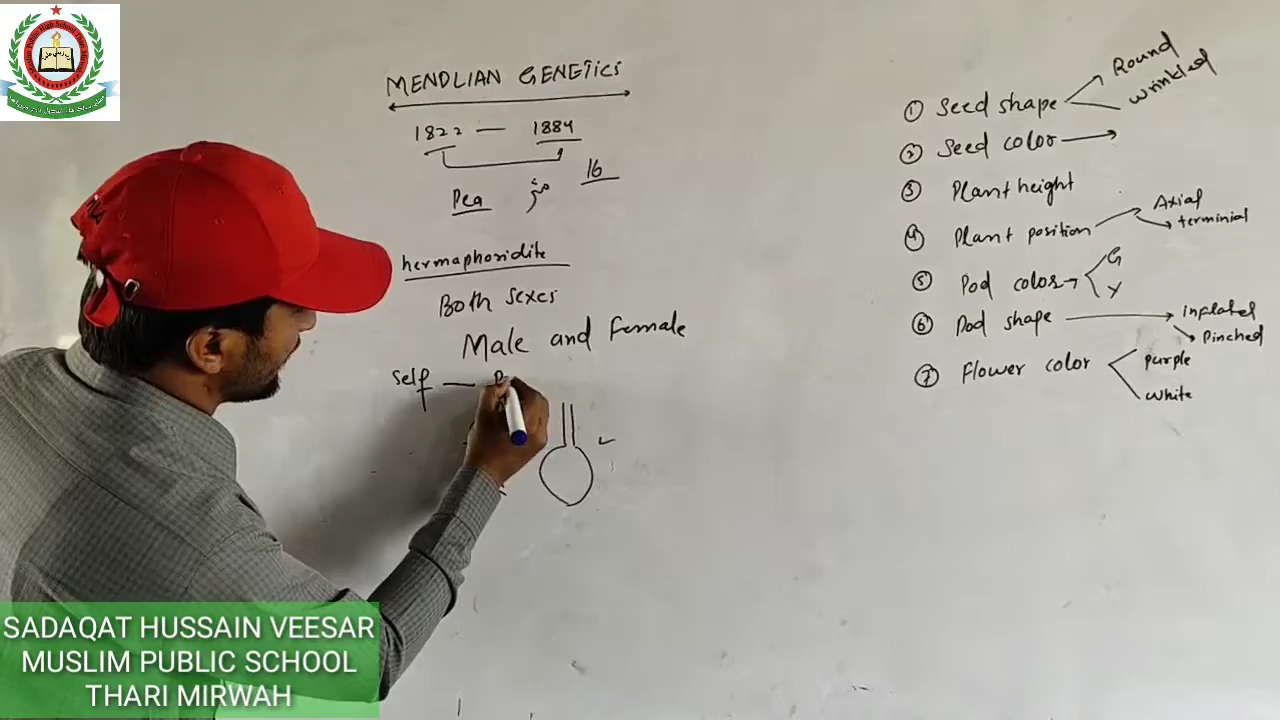 MENDLIAN GENETICS
1822 — 1884
16
Pea مٹر
hermaphoridite
Both sexes
Male and Female
Self —
① Seed shape Round
Wrinkled
② Seed color
③ Plant height
④ Plant position Axial
terminial
⑤ Pod color G
Y
⑥ Pod shape Inflated
Pinched
⑦ Flower color Purple
White
SADAQAT HUSSAIN VEESAR
MUSLIM PUBLIC SCHOOL
THARI MIRWAH